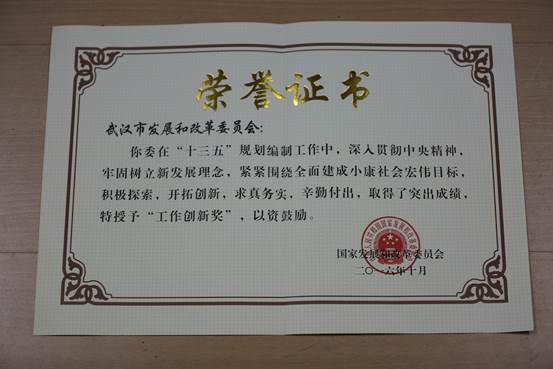 荣誉证书
武汉市发展和改革委员会：
你委在“十三五”规划编制工作中，深入贯彻中央精神，
牢固树立新发展理念，紧紧围绕全面建成小康社会宏伟目标，
积极探索，开拓创新，求真务实，辛勤付出，取得了突出成绩，
特授予“工作创新奖”，以资鼓励。
国家发展和改革委员会
二〇一六年十月